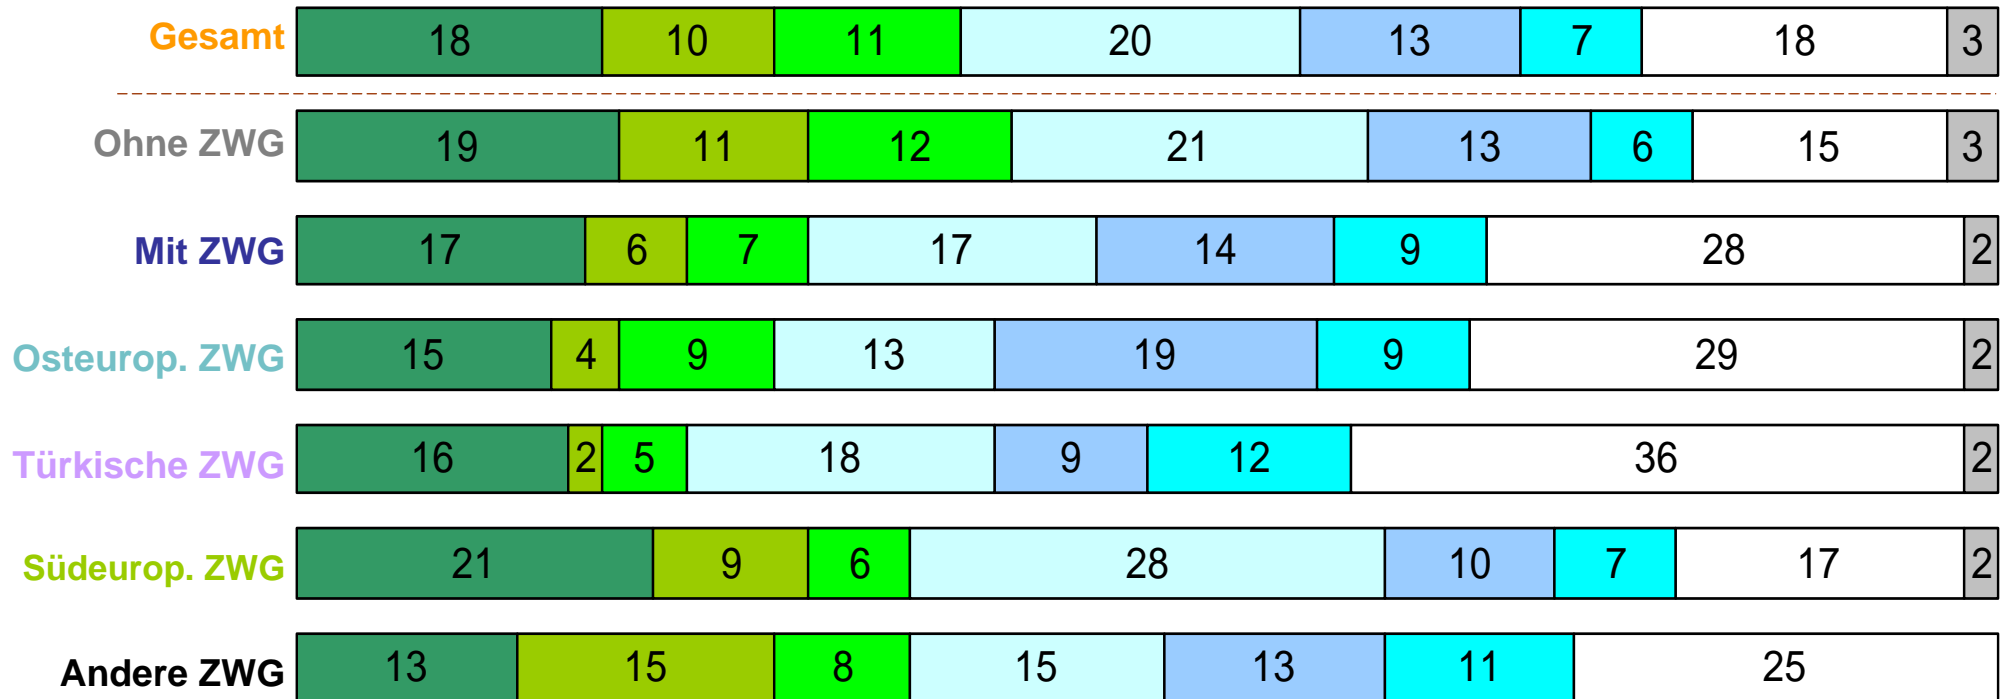 Gesamt 18 10 11 20 13 7 18 3
Ohne ZWG 19 11 12 21 13 6 15 3
Mit ZWG 17 6 7 17 14 9 28 2
Osteurop. ZWG 15 4 9 13 19 9 29 2
Türkische ZWG 16 2 5 18 9 12 36 2
Südeurop. ZWG 21 9 6 28 10 7 17 2
Andere ZWG 13 15 8 15 13 11 25